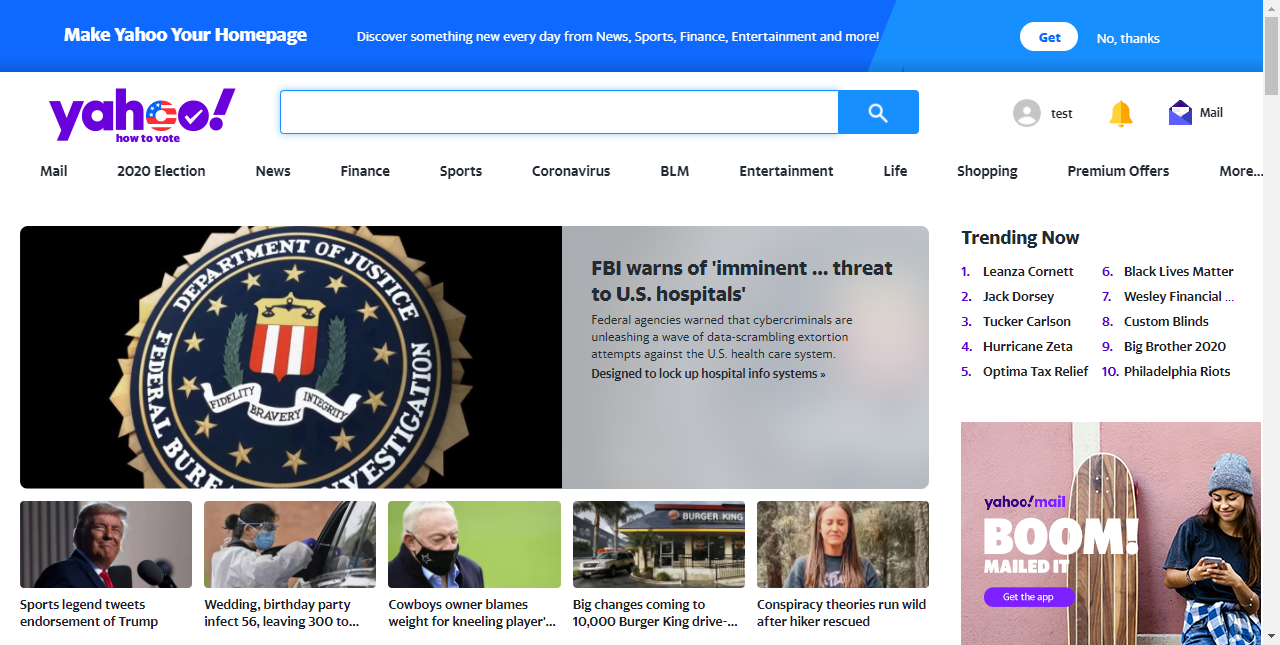 Make Yahoo Your Homepage
Discover something new every day from News, Sports, Finance, Entertainment and more!
Get
No, thanks
yahoo!
how to vote
test
Mail
Mail
2020 Election
News
Finance
Sports
Coronavirus
BLM
Entertainment
Life
Shopping
Premium Offers
More...
DEPARTMENT OF JUSTICE
FEDERAL BUREA
INVESTIGATION
FIDELITY
BRAVERY
INTEGRITY
FBI warns of 'imminent ... threat
to U.S. hospitals'
Federal agencies warned that cybercriminals are
unleashing a wave of data-scrambling extortion
attempts against the U.S. health care system.
Designed to lock up hospital info systems »
Trending Now
1. Leanza Cornett
2. Jack Dorsey
3. Tucker Carlson
4. Hurricane Zeta
5. Optima Tax Relief
6. Black Lives Matter
7. Wesley Financial ...
8. Custom Blinds
9. Big Brother 2020
10. Philadelphia Riots
yahoo!mail
BOOM!
MAILED IT
Get the app
BURGER KING
Sports legend tweets
endorsement of Trump
Wedding, birthday party
infect 56, leaving 300 to...
Cowboys owner blames
weight for kneeling player'...
Big changes coming to
10,000 Burger King drive-...
Conspiracy theories run wild
after hiker rescued